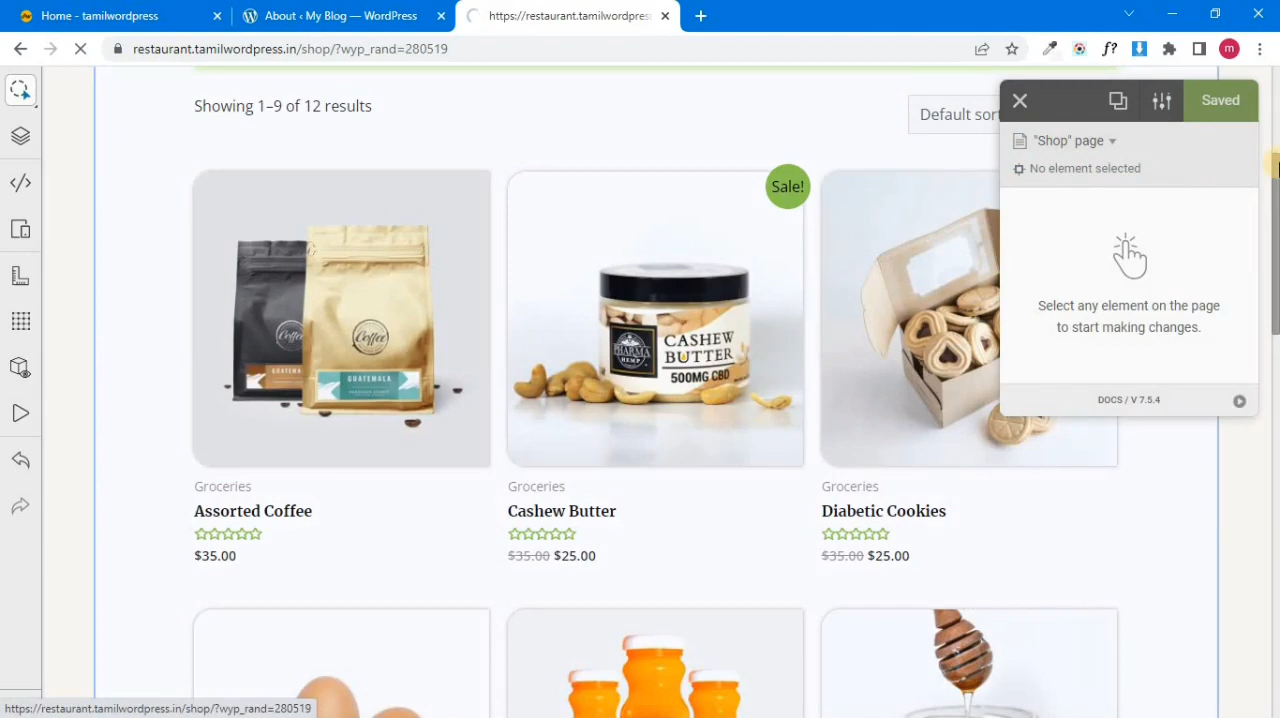 Home - tamilwordpress
About ‹ My Blog — WordPress
https://restaurant.tamilwordpress
restaurant.tamilwordpress.in/shop/?wyp_rand=280519
f?
m
Showing 1–9 of 12 results
Default sort
Saved
"Shop" page
No element selected
Select any element on the page
to start making changes.
DOCS / V 7.5.4
Sale!
Coffee
GUATEMALA
PHARMA
HEMP
CASHEW
BUTTER
500MG CBD
Groceries
Assorted Coffee
$35.00
Groceries
Cashew Butter
$35.00 $25.00
Groceries
Diabetic Cookies
$35.00 $25.00
https://restaurant.tamilwordpress.in/shop/?wyp_rand=280519